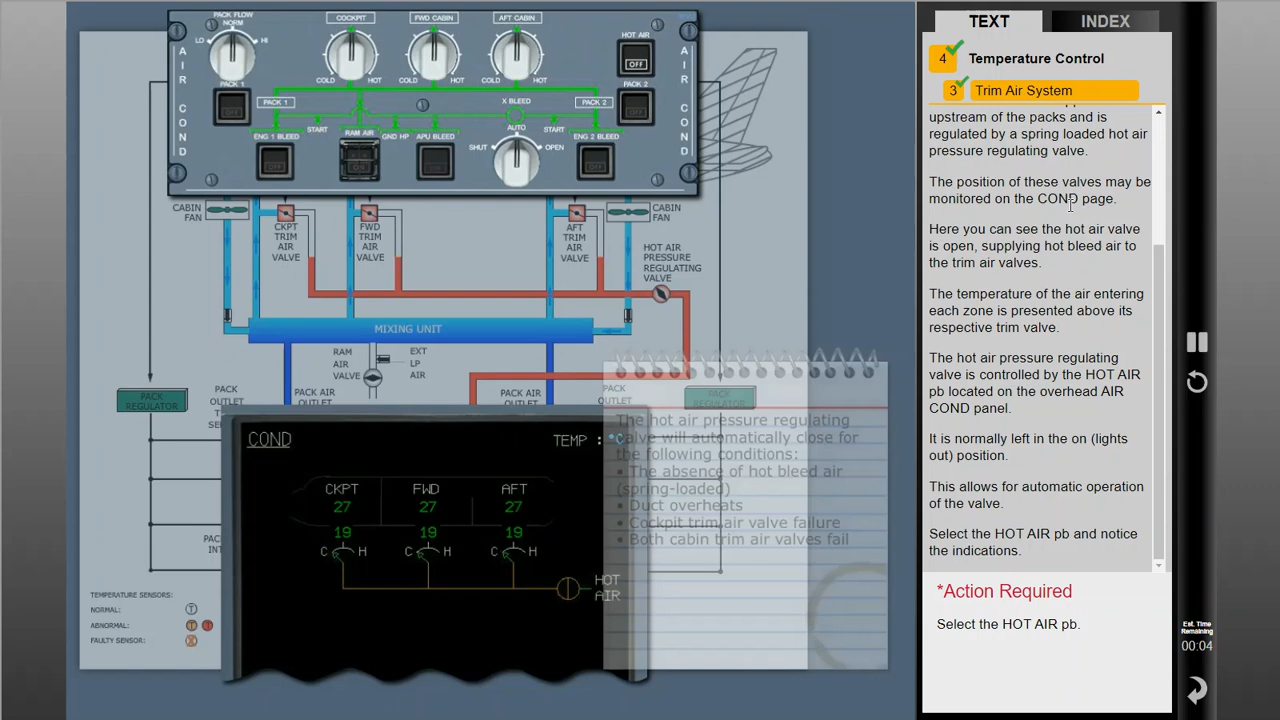 PACK FLOW
NORM
LO
HI
COCKPIT
FWD CABIN
AFT CABIN
HOT AIR
OFF
COLD
HOT
COLD
HOT
COLD
HOT
AIR COND
AIR COND
PACK 1
OFF
PACK 2
PACK 1
X BLEED
PACK 2
START
START
ENG 1 BLEED
RAM AIR
GND HP
APU BLEED
AUTO
SHUT
OPEN
ENG 2 BLEED
ON
CABIN
FAN
CKPT
TRIM
AIR
VALVE
FWD
TRIM
AIR
VALVE
AFT
TRIM
AIR
VALVE
CABIN
FAN
HOT AIR
PRESSURE
REGULATING
VALVE
MIXING UNIT
RAM
AIR
VALVE
EXT
LP
AIR
PACK
REGULATOR
PACK
OUTLET
PACK AIR
OUTLET
PACK AIR
OUTLET
PACK
OUTLET
PACK
REGULATOR
TEMPERATURE SENSORS:
NORMAL:
T
ABNORMAL:
T
T
FAULTY SENSOR:
COND
TEMP : °C
CKPT
FWD
AFT
27
27
27
19
19
19
C H
C H
C H
HOT
AIR
The hot air pressure regulating
valve will automatically close for
the following conditions:
• The absence of hot bleed air
(spring-loaded)
• Duct overheats
• Cockpit trim air valve failure
• Both cabin trim air valves fail
TEXT
INDEX
4
Temperature Control
3
Trim Air System
upstream of the packs and is
regulated by a spring loaded hot air
pressure regulating valve.
The position of these valves may be
monitored on the COND page.
Here you can see the hot air valve
is open, supplying hot bleed air to
the trim air valves.
The temperature of the air entering
each zone is presented above its
respective trim valve.
The hot air pressure regulating
valve is controlled by the HOT AIR
pb located on the overhead AIR
COND panel.
It is normally left in the on (lights
out) position.
This allows for automatic operation
of the valve.
Select the HOT AIR pb and notice
the indications.
*Action Required
Select the HOT AIR pb.
Est. Time
Remaining
00:04